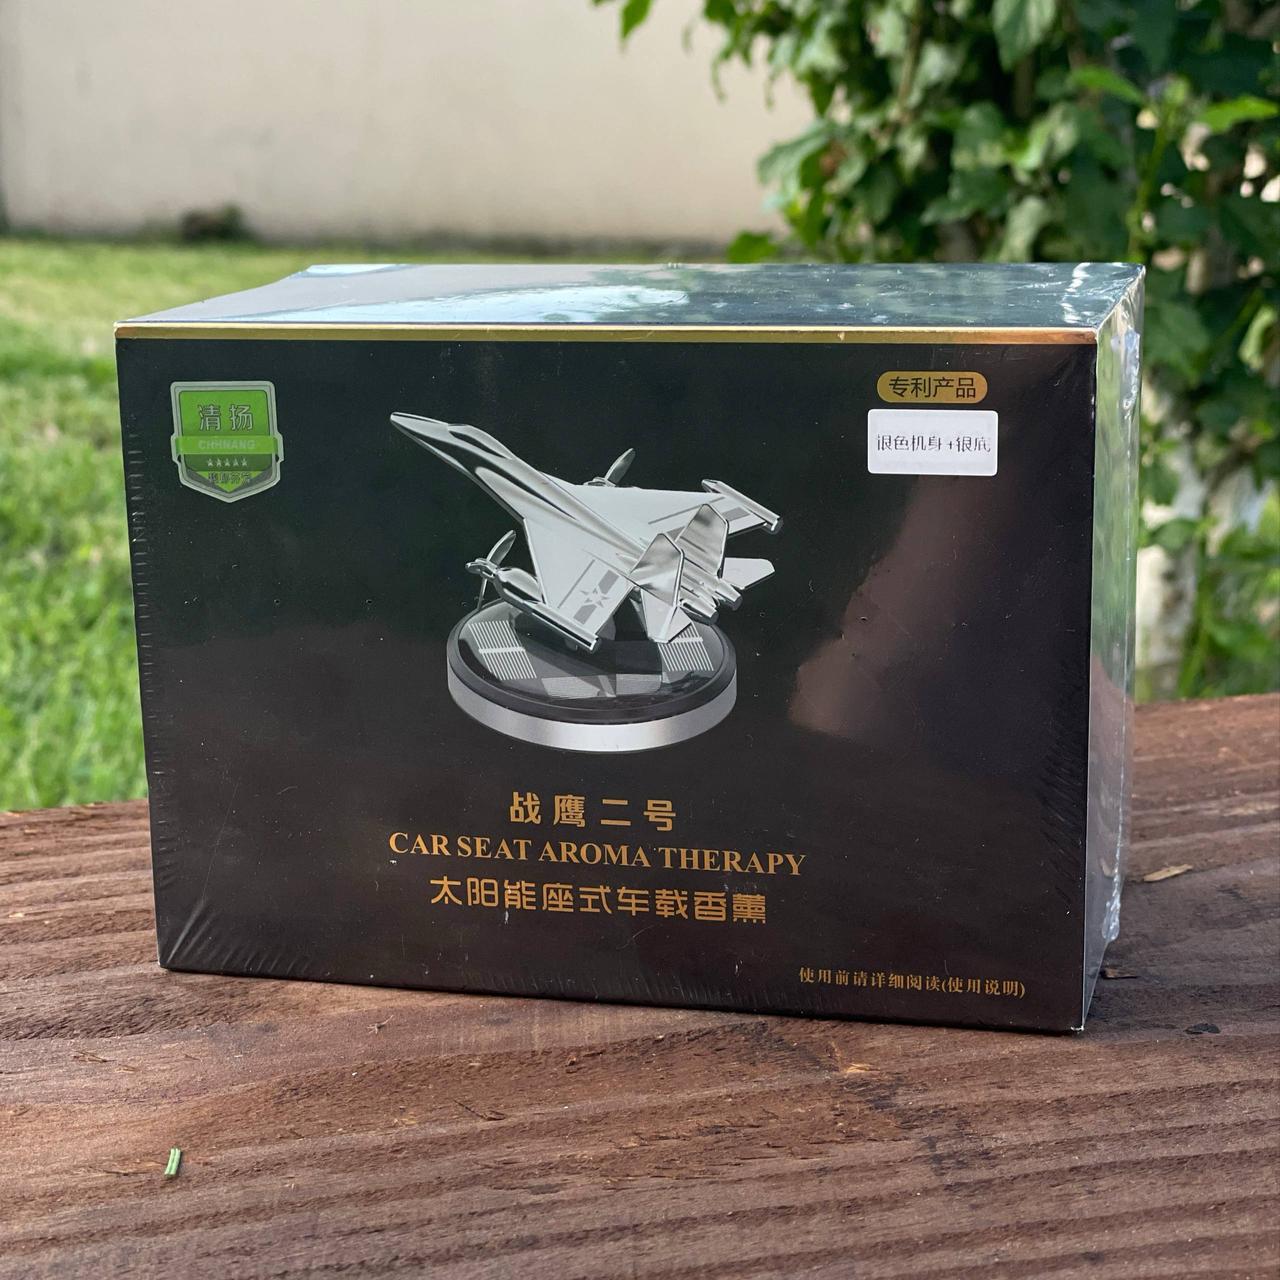 清扬
CHHNANG
专利产品
银色机身+银底
战鹰二号
CAR SEAT AROMA THERAPY
太阳能座式车载香薰
使用前请详细阅读(使用说明)